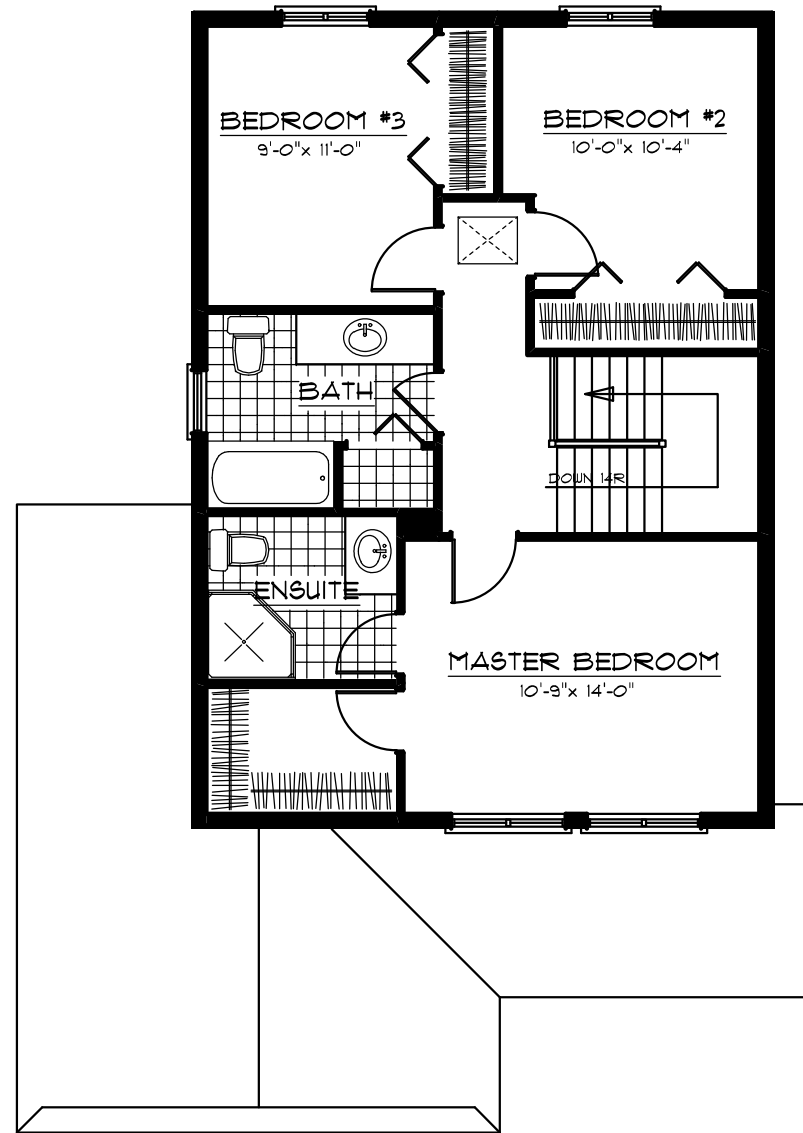 BEDROOM #3
9'-0"x 11'-0"
BEDROOM #2
10'-0"x 10'-4"
BATH
DOWN 14R
ENSUITE
MASTER BEDROOM
10'-9"x 14'-0"